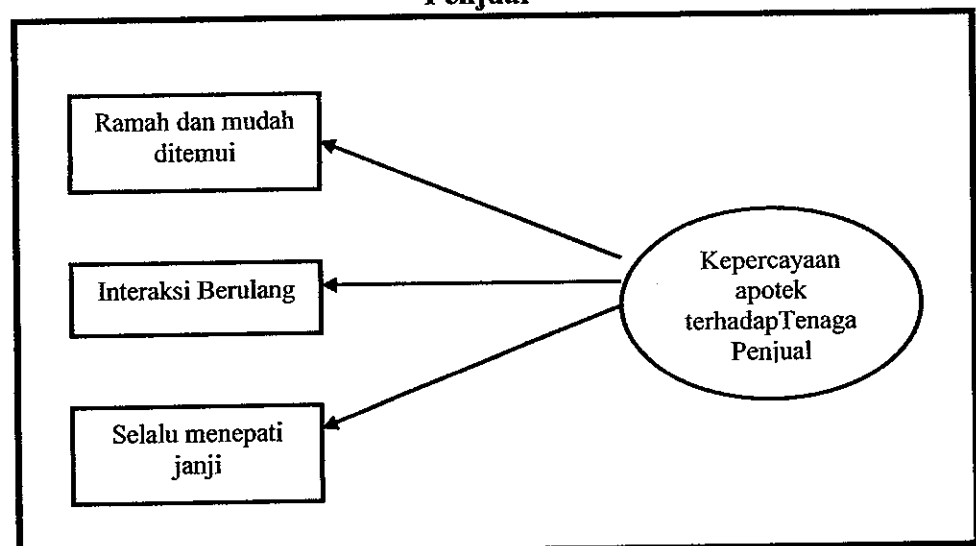 Penjual
Ramah dan mudah
ditemui
Interaksi Berulang
Selalu menepati
janji
Kepercayaan
apotek
terhadapTenaga
Penjual